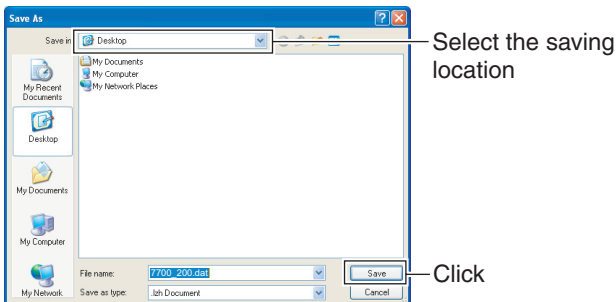 Save As
Save in
Desktop
Select the saving
location
My Documents
My Computer
My Network Places
My Recent
Documents
Desktop
My Documents
My Computer
My Network
File name:
7700_200.dat
Save
Click
Save as type:
.lzh Document
Cancel